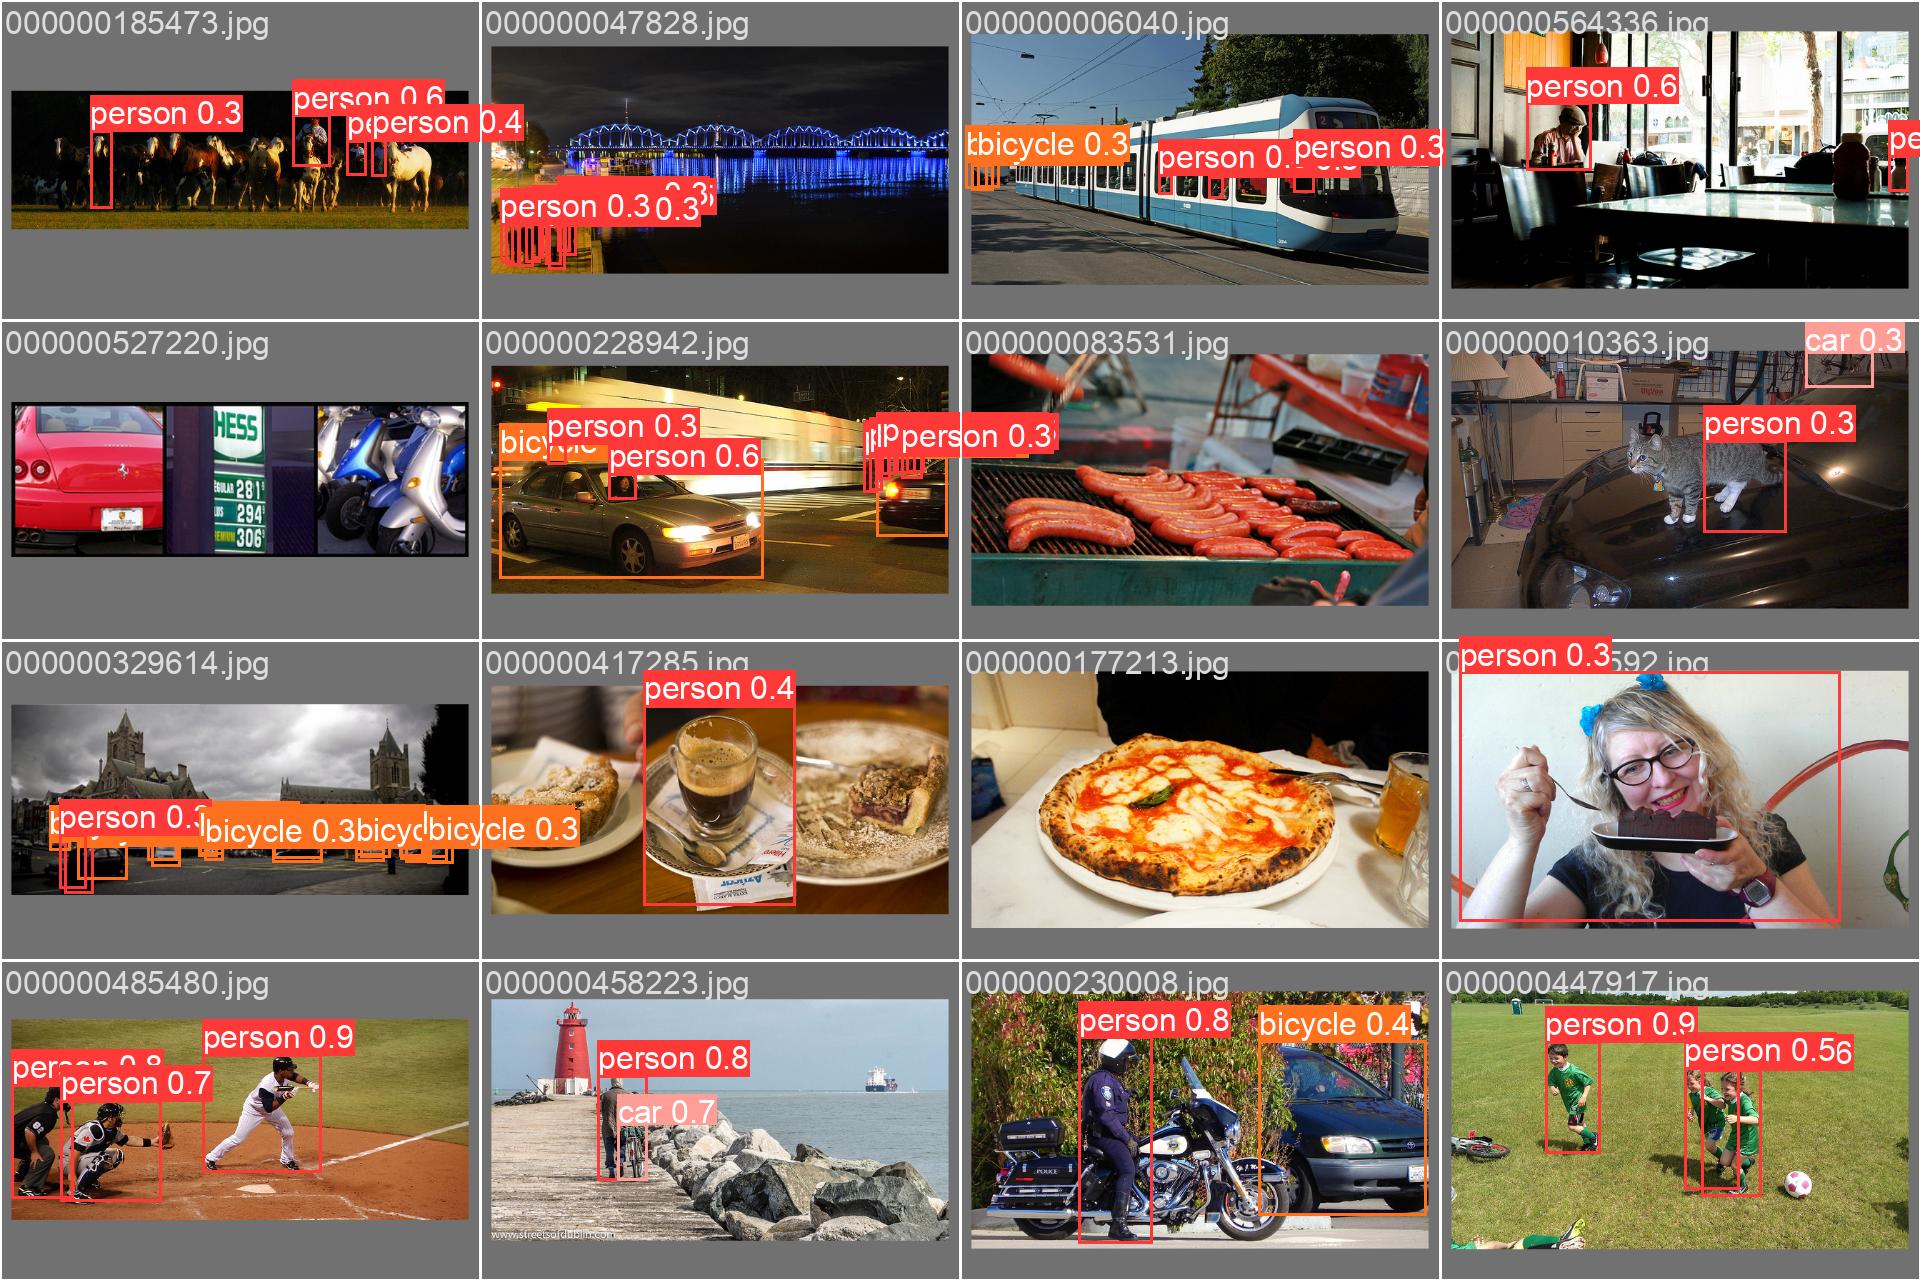 000000185473.jpg
000000047828.jpg
000000006040.jpg
000000564336.jpg
person 0.3
person 0.6
person 0.4
person 0.3
0.3
0.3
bicycle 0.3
person 0.
person 0.3
person 0.6
000000527220.jpg
000000228942.jpg
000000083531.jpg
000000010363.jpg
car 0.3
HESS
281
294
306
person 0.3
person 0.6
person 0.3
person 0.3
000000329614.jpg
000000417285.jpg
000000177213.jpg
592.jpg
person 0.3
person 0.4
person 0.3
bicycle 0.3
bicycle 0.3
Azúcar
000000485480.jpg
000000458223.jpg
000000230008.jpg
000000447917.jpg
person 0.8
person 0.7
person 0.9
person 0.8
car 0.7
person 0.8
bicycle 0.4
person 0.9
person 0.56
POLICE
www.streetsofdublin.com